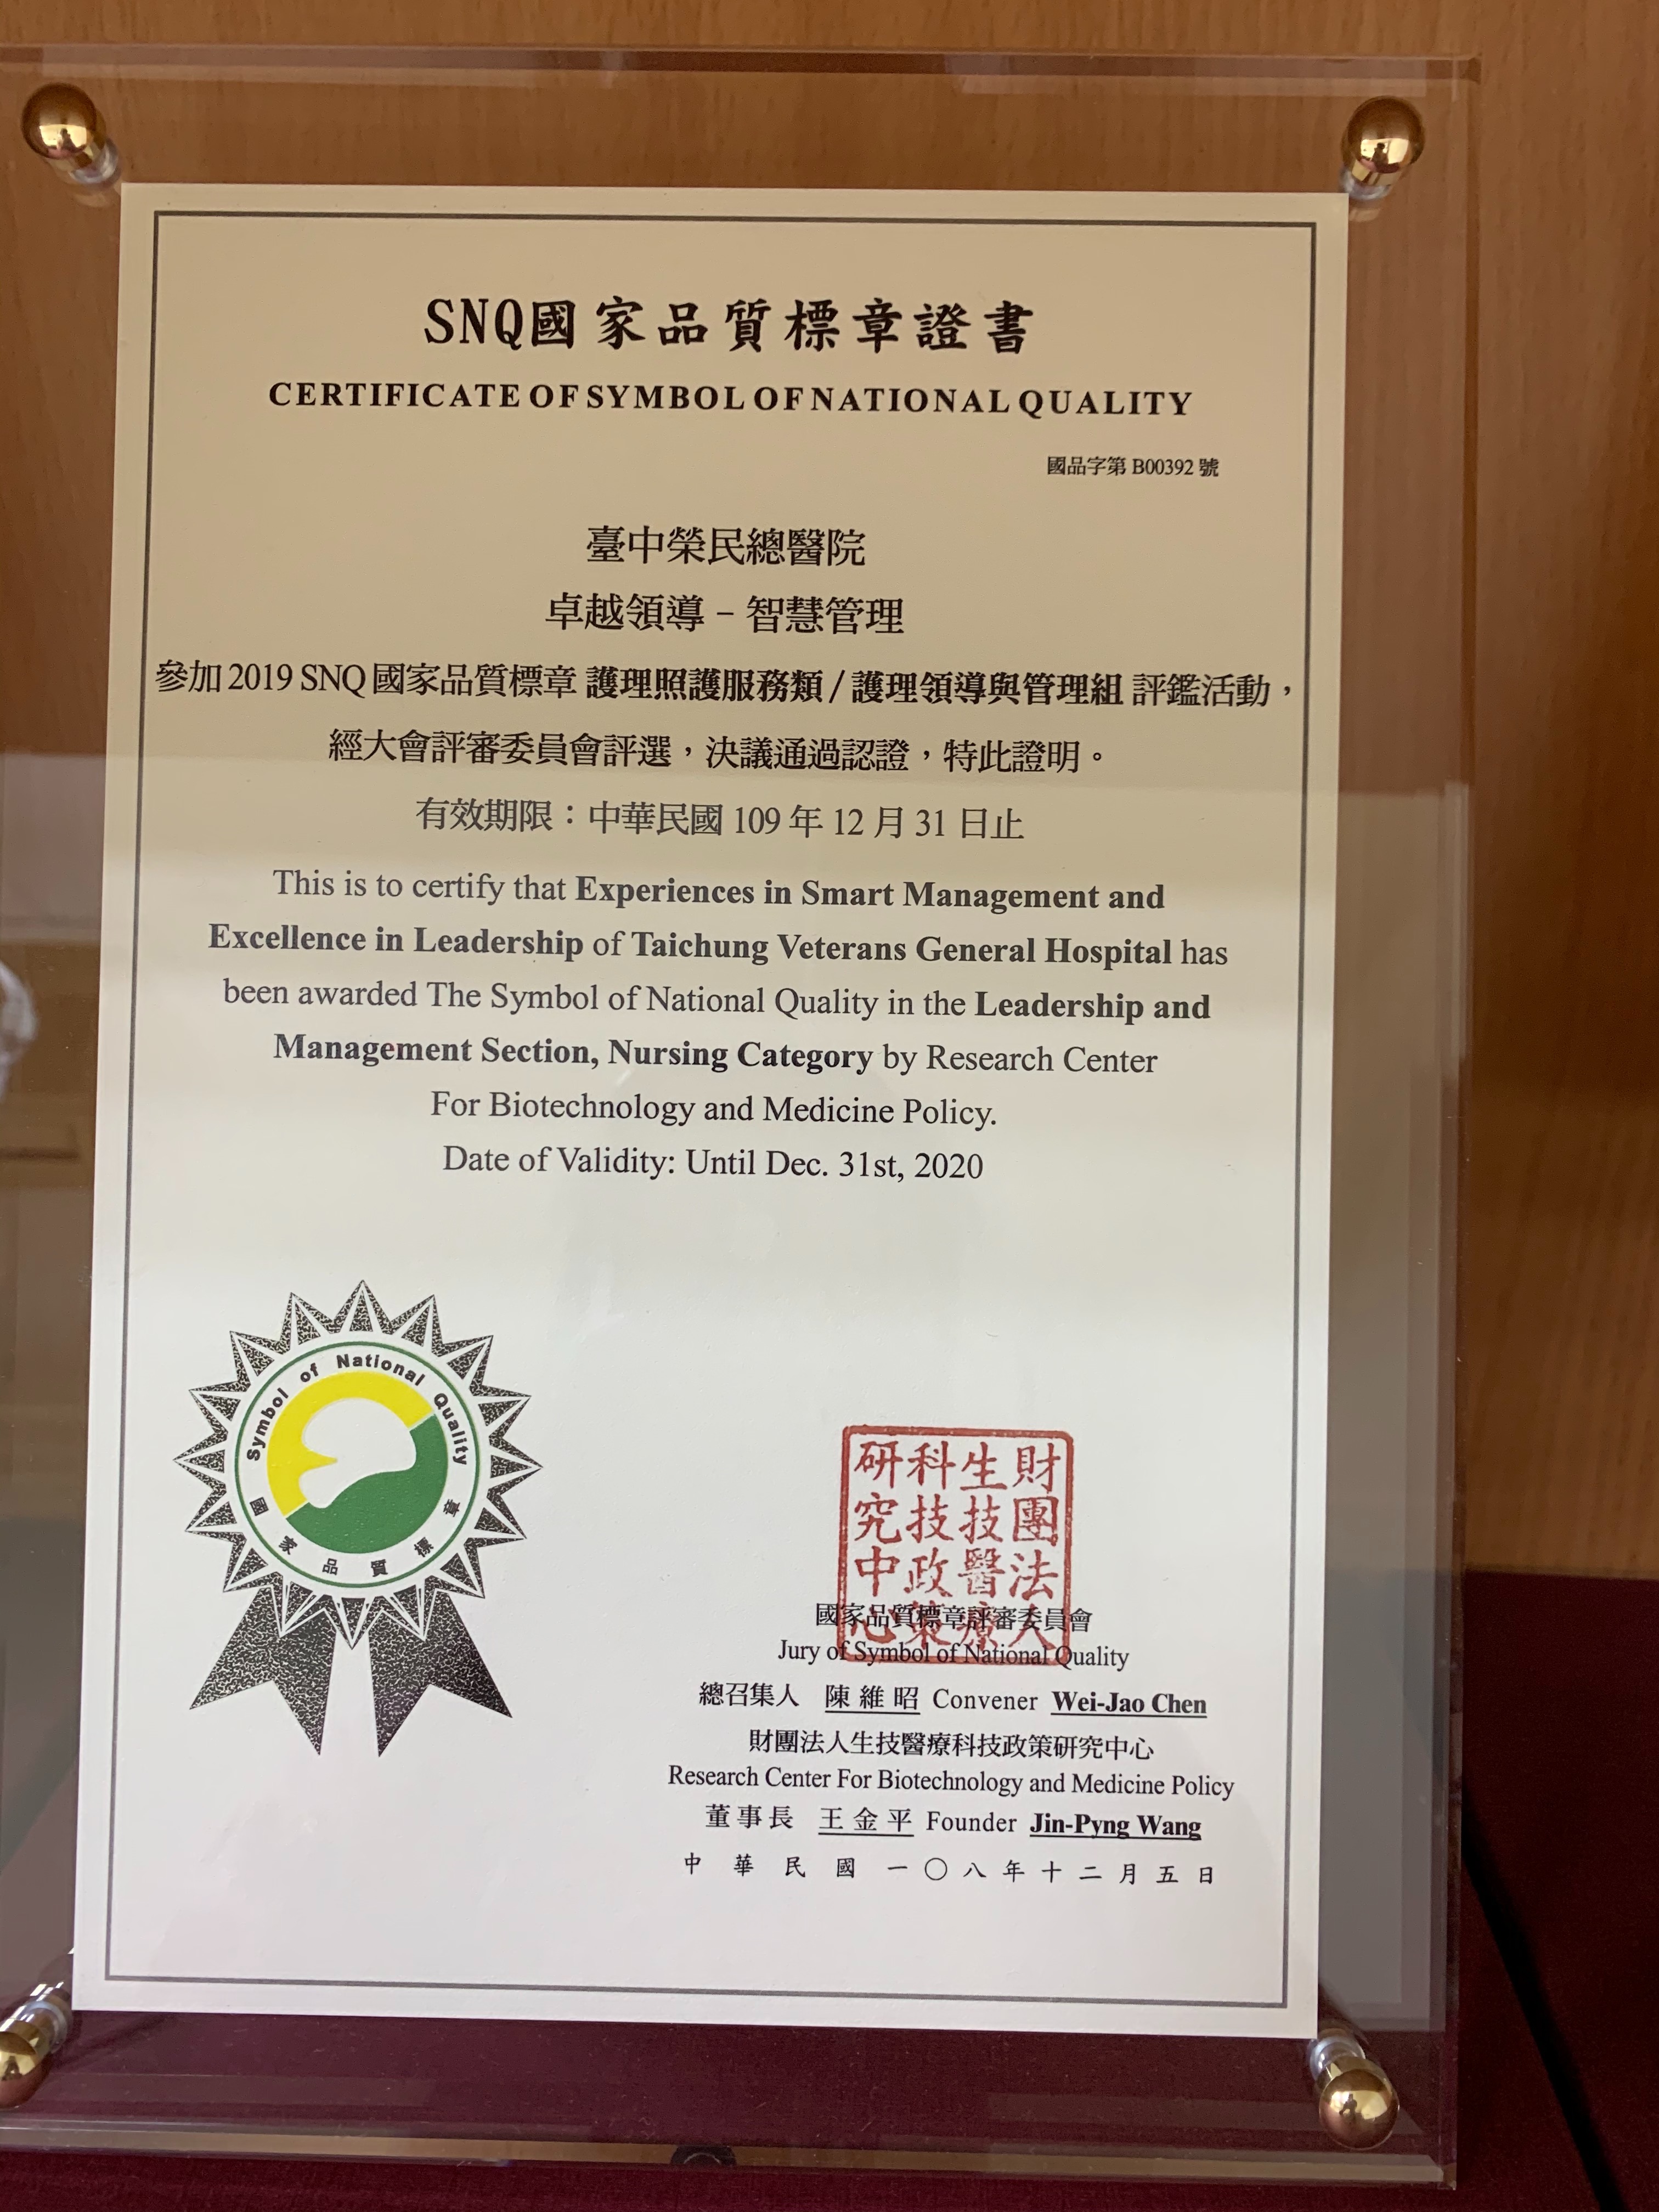 SNQ國家品質標章證書
CERTIFICATE OF SYMBOL OF NATIONAL QUALITY
國品字第 B00392 號
臺中榮民總醫院
卓越領導－智慧管理
參加 2019 SNQ 國家品質標章 護理照護服務類 / 護理領導與管理組 評鑑活動，
經大會評審委員會評選，決議通過認證，特此證明。
有效期限：中華民國 109 年 12 月 31 日止
This is to certify that Experiences in Smart Management and
Excellence in Leadership of Taichung Veterans General Hospital has
been awarded The Symbol of National Quality in the Leadership and
Management Section, Nursing Category by Research Center
For Biotechnology and Medicine Policy.
Date of Validity: Until Dec. 31st, 2020
Symbol of National Quality
國家品質標章
財團法人
生技醫療
科技政策
研究中心
國家品質標章評審委員會
Jury of Symbol of National Quality
總召集人 陳維昭 Convener Wei-Jao Chen
財團法人生技醫療科技政策研究中心
Research Center For Biotechnology and Medicine Policy
董事長 王金平 Founder Jin-Pyng Wang
中華民國一〇八年十二月五日